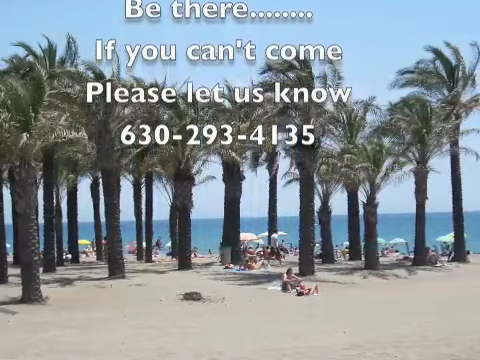 Be there........
If you can't come
Please let us know
630-293-4135